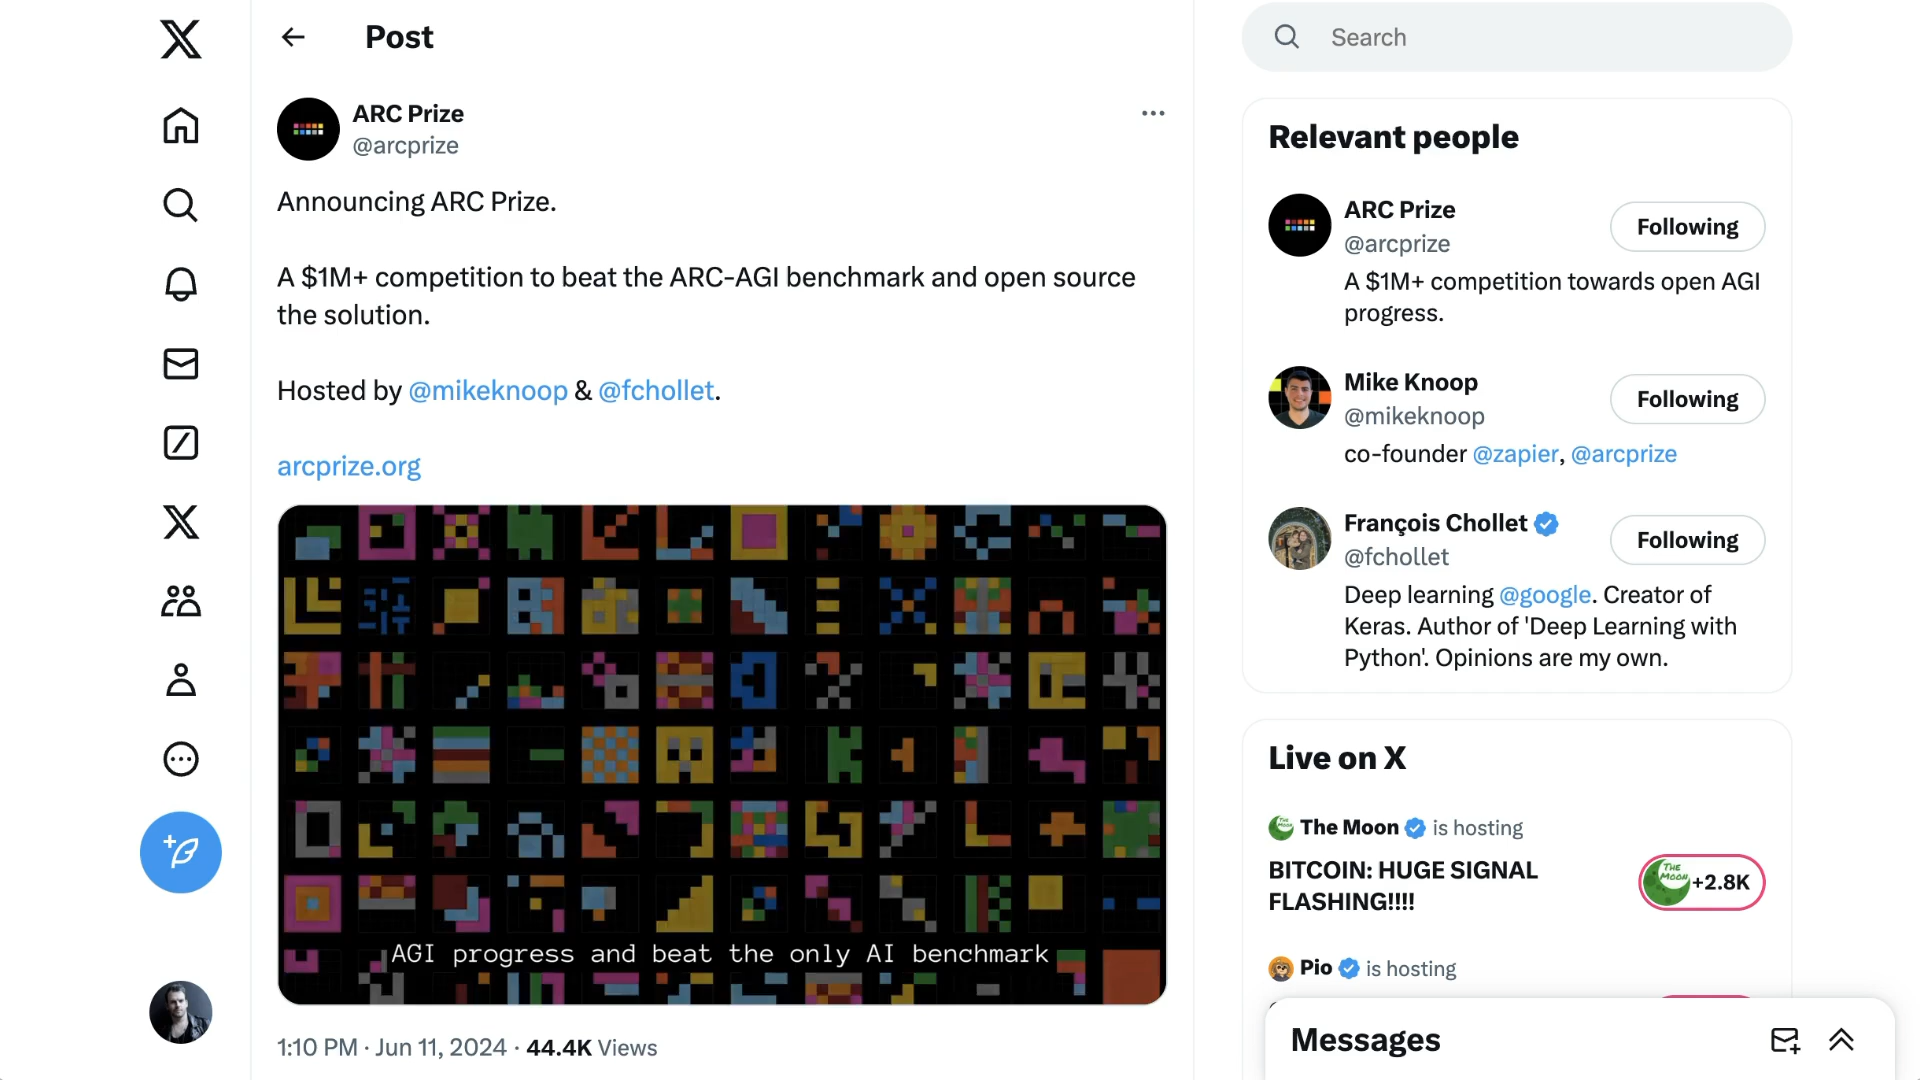 Post
ARC Prize
@arcprize
Announcing ARC Prize.
A $1M+ competition to beat the ARC-AGI benchmark and open source
the solution.
Hosted by @mikeknoop & @fchollet.
arcprize.org
AGI progress and beat the only AI benchmark
1:10 PM · Jun 11, 2024 · 44.4K Views
Search
Relevant people
ARC Prize
@arcprize
Following
A $1M+ competition towards open AGI
progress.
Mike Knoop
@mikeknoop
Following
co-founder @zapier, @arcprize
François Chollet
@fchollet
Following
Deep learning @google. Creator of
Keras. Author of 'Deep Learning with
Python'. Opinions are my own.
Live on X
The Moon is hosting
BITCOIN: HUGE SIGNAL
FLASHING!!!!
THE
MOON
+2.8K
Pio is hosting
Messages